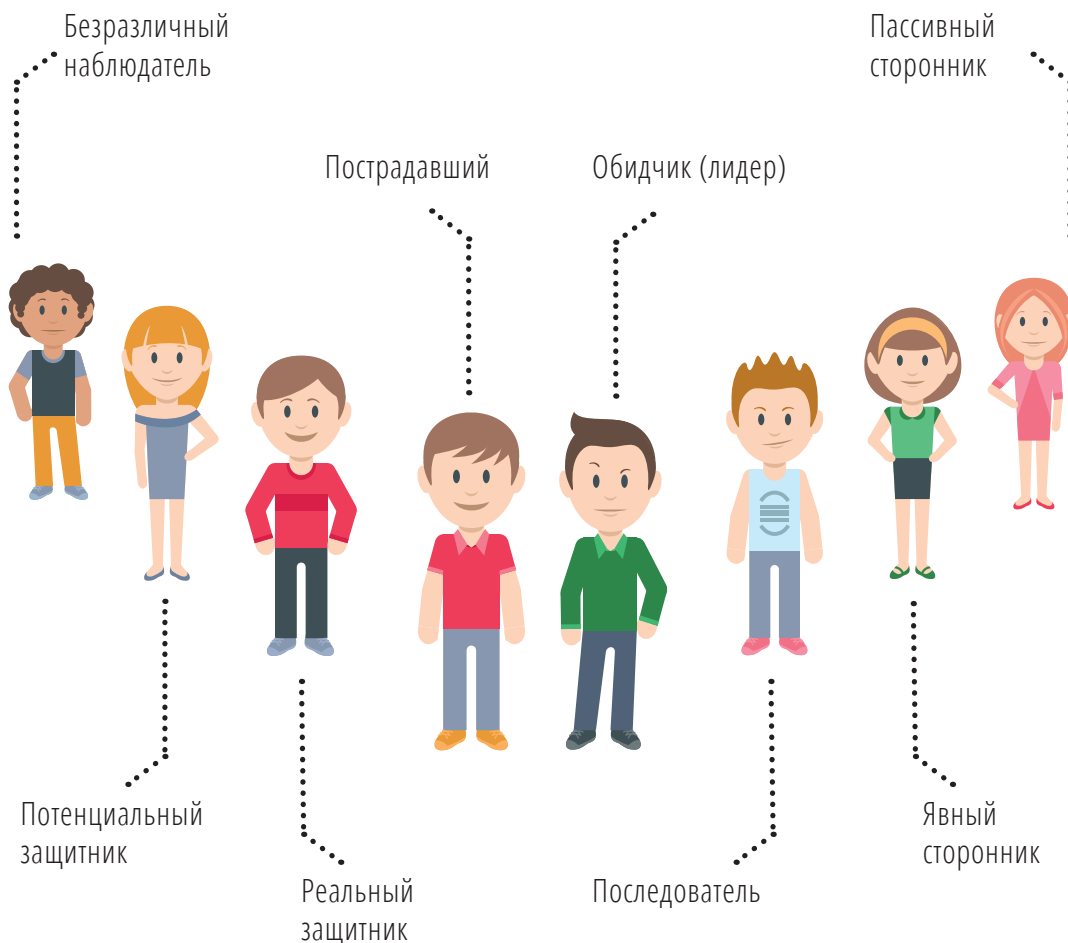 Безразличный
наблюдатель
Пассивный
сторонник
Пострадавший
Обидчик (лидер)
Потенциальный
защитник
Явный
сторонник
Реальный
защитник
Последователь